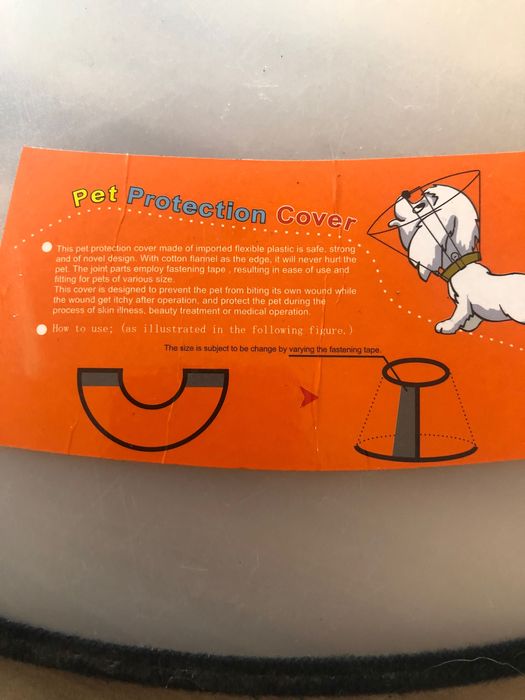 Pet Protection Cover
This pet protection cover made of imported flexible plastic is safe, strong
and of novel design. With cotton flannel as the edge, it will never hurt the
pet. The joint parts employ fastening tape , resulting in ease of use and
fitting for pets of various size.
This cover is designed to prevent the pet from biting its own wound while
the wound get itchy after operation, and protect the pet during the
process of skin illness, beauty treatment or medical operation.
How to use; (as illustrated in the following figure.)
The size is subject to be change by varying the fastening tape.